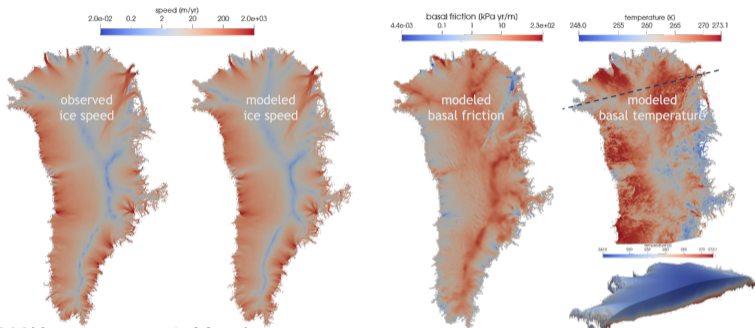 speed (m/yr)
2.0e-02 0.2 2 20 200 2.0e+03
basal friction (kPa yr/m)
4.4e-03 0.1 1 10 2.3e+02
temperature (K)
248.0 255 260 265 270 273.1
observed
ice speed
modeled
ice speed
modeled
basal friction
modeled
basal temperature